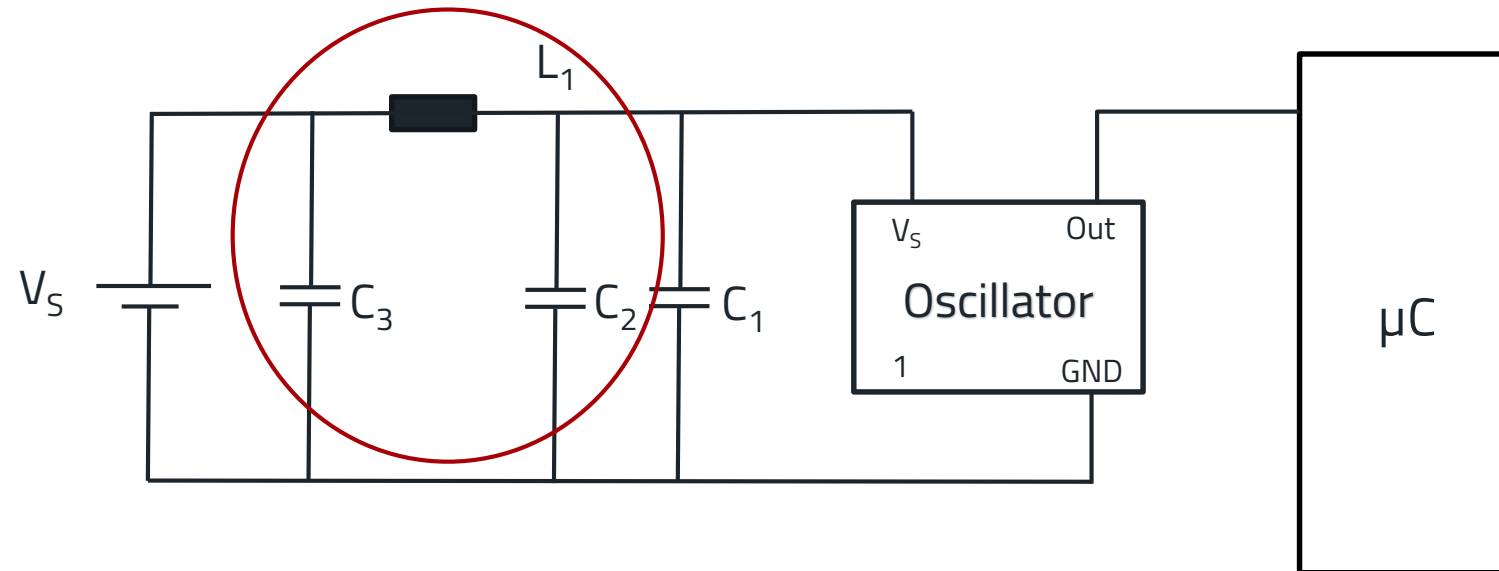 L₁
Vₛ
C₃
C₂
C₁
Vₛ
Out
Oscillator
1
GND
µC